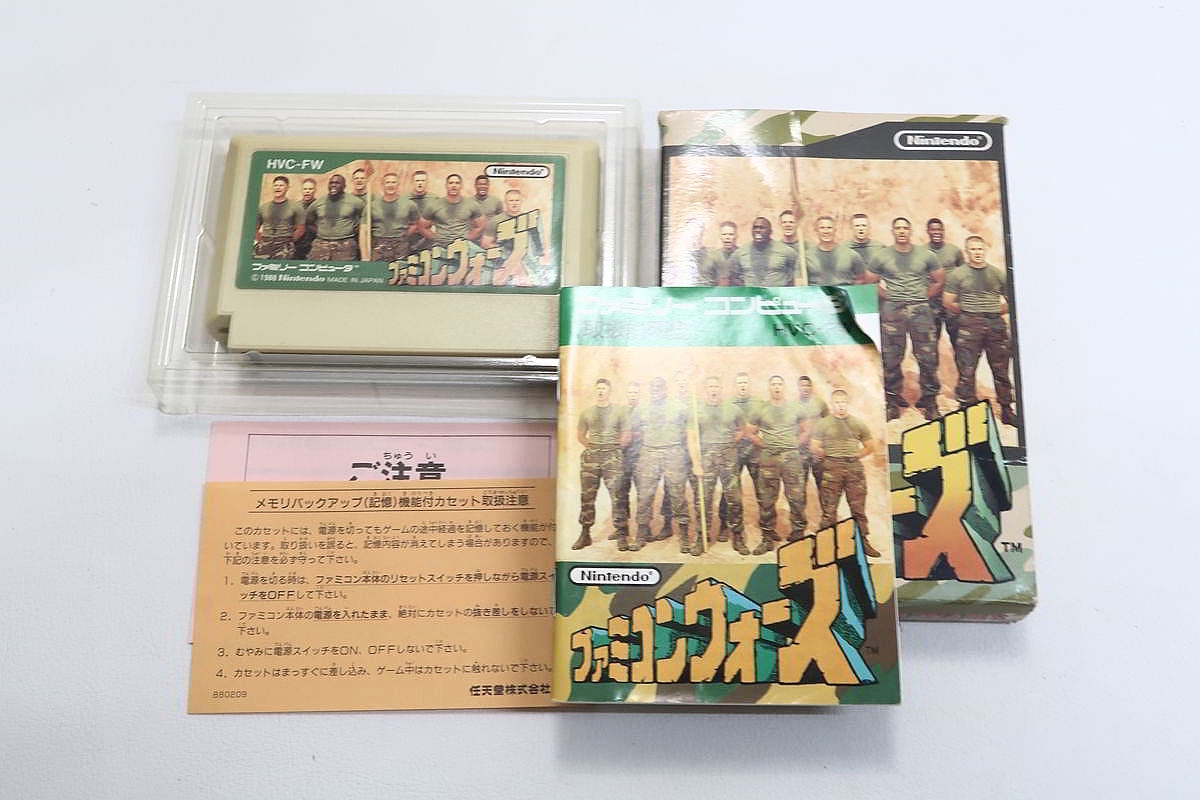 HVC-FW
Nintendo®
ファミリー コンピュータ™
© 1988 Nintendo MADE IN JAPAN
ファミコンウォーズ
Nintendo®
ズ
TM
ファミリー コンピュータ
Nintendo®
ファミコンウォーズ
TM
ちゅう い
ご注意
メモリバックアップ(記憶)機能付カセット取扱注意
このカセットには、電源を切ってもゲームの途中経過を記憶しておく機能が付
いています。取り扱いを誤ると、記憶内容が消えてしまう場合がありますので、
下記の注意を必ず守って下さい。
1. 電源を切る時は、ファミコン本体のリセットスイッチを押しながら電源スイ
ッチをOFFして下さい。
2. ファミコン本体の電源を入れたまま、絶対にカセットの抜き差しをしないで
下さい。
3. むやみに電源スイッチをON、OFFしないで下さい。
4. カセットはまっすぐに差し込み、ゲーム中はカセットに触れないで下さい。
880209
任天堂株式会社